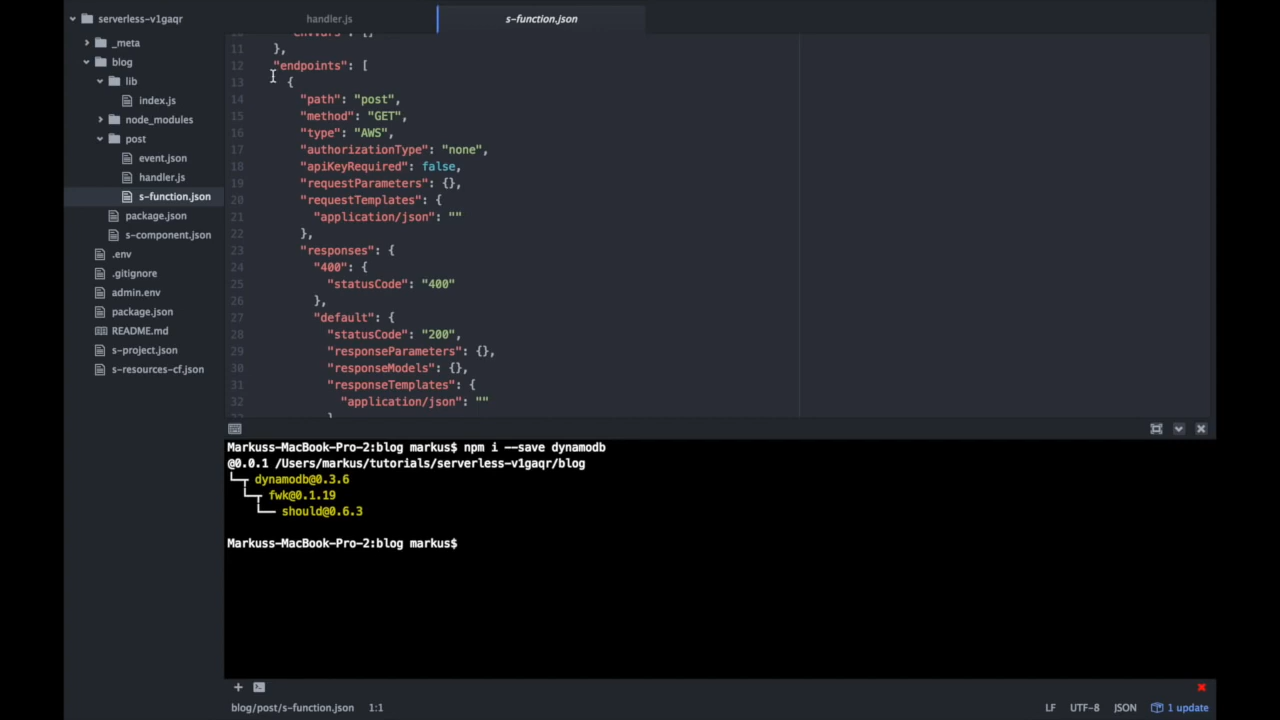 serverless-v1gaqr
_meta
blog
lib
index.js
node_modules
post
event.json
handler.js
s-function.json
package.json
s-component.json
.env
.gitignore
admin.env
package.json
README.md
s-project.json
s-resources-cf.json
handler.js
s-function.json
11 },
12 "endpoints": [
13 {
14 "path": "post",
15 "method": "GET",
16 "type": "AWS",
17 "authorizationType": "none",
18 "apiKeyRequired": false,
19 "requestParameters": {},
20 "requestTemplates": {
21 "application/json": ""
22 },
23 "responses": {
24 "400": {
25 "statusCode": "400"
26 },
27 "default": {
28 "statusCode": "200",
29 "responseParameters": {},
30 "responseModels": {},
31 "responseTemplates": {
32 "application/json": ""
Markuss-MacBook-Pro-2:blog markus$ npm i --save dynamodb
@0.0.1 /Users/markus/tutorials/serverless-v1gaqr/blog
└─┬ dynamodb@0.3.6
└─┬ fwk@0.1.19
└── should@0.6.3
Markuss-MacBook-Pro-2:blog markus$
blog/post/s-function.json 1:1
LF UTF-8 JSON 1 update